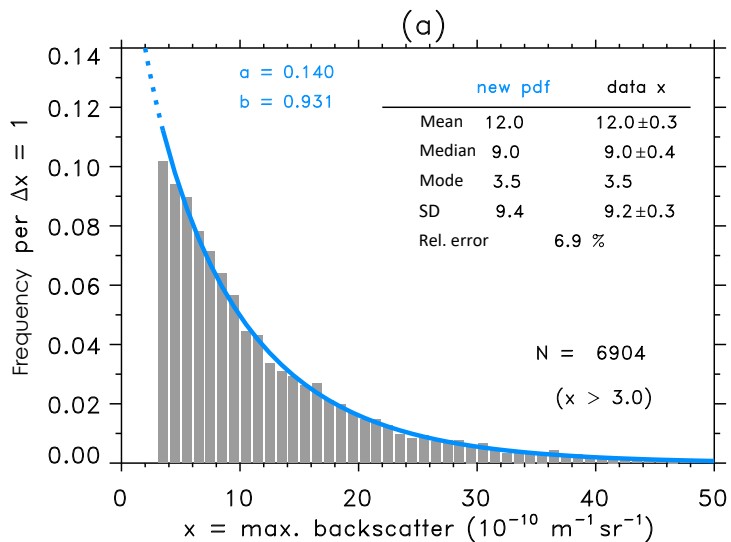 (a)
a = 0.140
b = 0.931
new pdf data x
Mean 12.0 12.0±0.3
Median 9.0 9.0±0.4
Mode 3.5 3.5
SD 9.4 9.2±0.3
Rel. error 6.9 %
N = 6904
(x > 3.0)
Frequency per Δx = 1
0.14
0.12
0.10
0.08
0.06
0.04
0.02
0.00
0 10 20 30 40 50
x = max. backscatter (10⁻¹⁰ m⁻¹sr⁻¹)